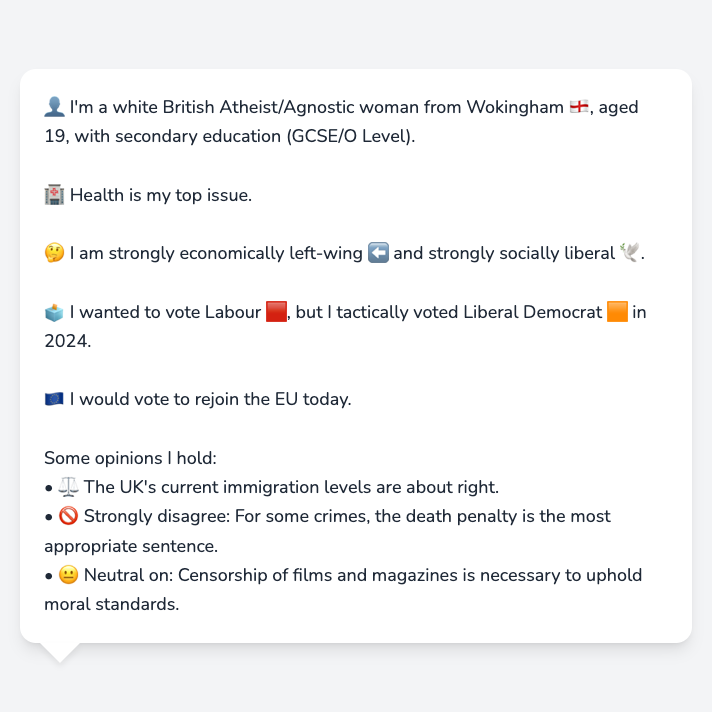 👤 I'm a white British Atheist/Agnostic woman from Wokingham 🏴󠁧󠁢󠁥󠁮󠁧󠁿, aged
19, with secondary education (GCSE/O Level).
🏥 Health is my top issue.
🤔 I am strongly economically left-wing ⬅️ and strongly socially liberal 🕊️.
🗳️ I wanted to vote Labour 🟥, but I tactically voted Liberal Democrat 🟧 in
2024.
🇪🇺 I would vote to rejoin the EU today.
Some opinions I hold:
• ⚖️ The UK's current immigration levels are about right.
• 🚫 Strongly disagree: For some crimes, the death penalty is the most
appropriate sentence.
• 😐 Neutral on: Censorship of films and magazines is necessary to uphold
moral standards.